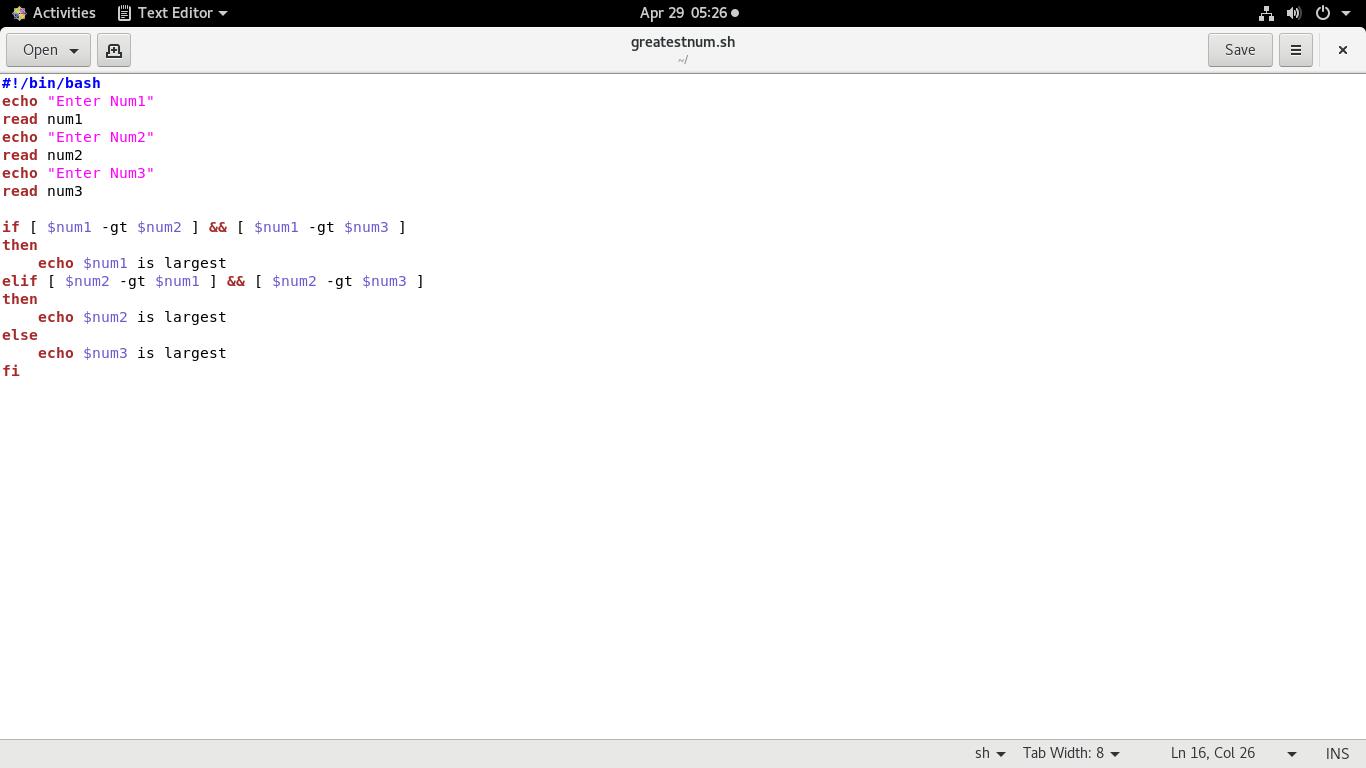 Activities Text Editor Apr 29 05:26
Open greatestnum.sh Save
~/
#!/bin/bash
echo "Enter Num1"
read num1
echo "Enter Num2"
read num2
echo "Enter Num3"
read num3

if [ $num1 -gt $num2 ] && [ $num1 -gt $num3 ]
then
    echo $num1 is largest
elif [ $num2 -gt $num1 ] && [ $num2 -gt $num3 ]
then
    echo $num2 is largest
else
    echo $num3 is largest
fi
sh Tab Width: 8 Ln 16, Col 26 INS